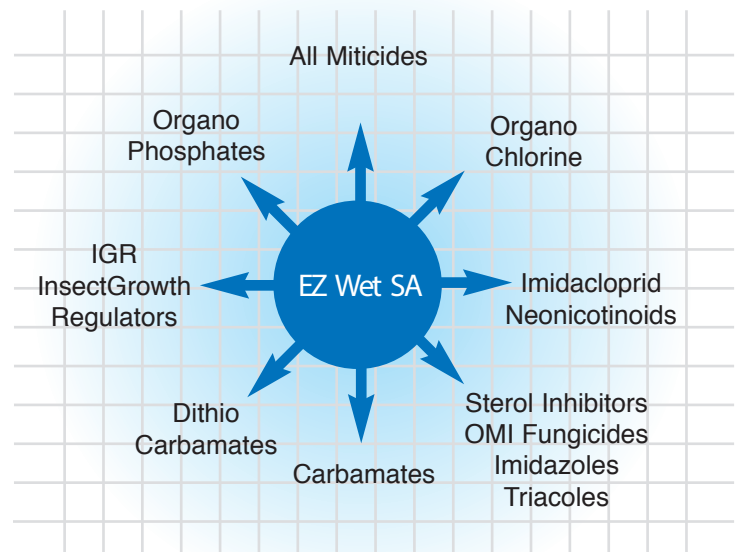 All Miticides
Organo
Phosphates
Organo
Chlorine
IGR
InsectGrowth
Regulators
EZ Wet SA
Imidacloprid
Neonicotinoids
Dithio
Carbamates
Carbamates
Sterol Inhibitors
OMI Fungicides
Imidazoles
Triacoles